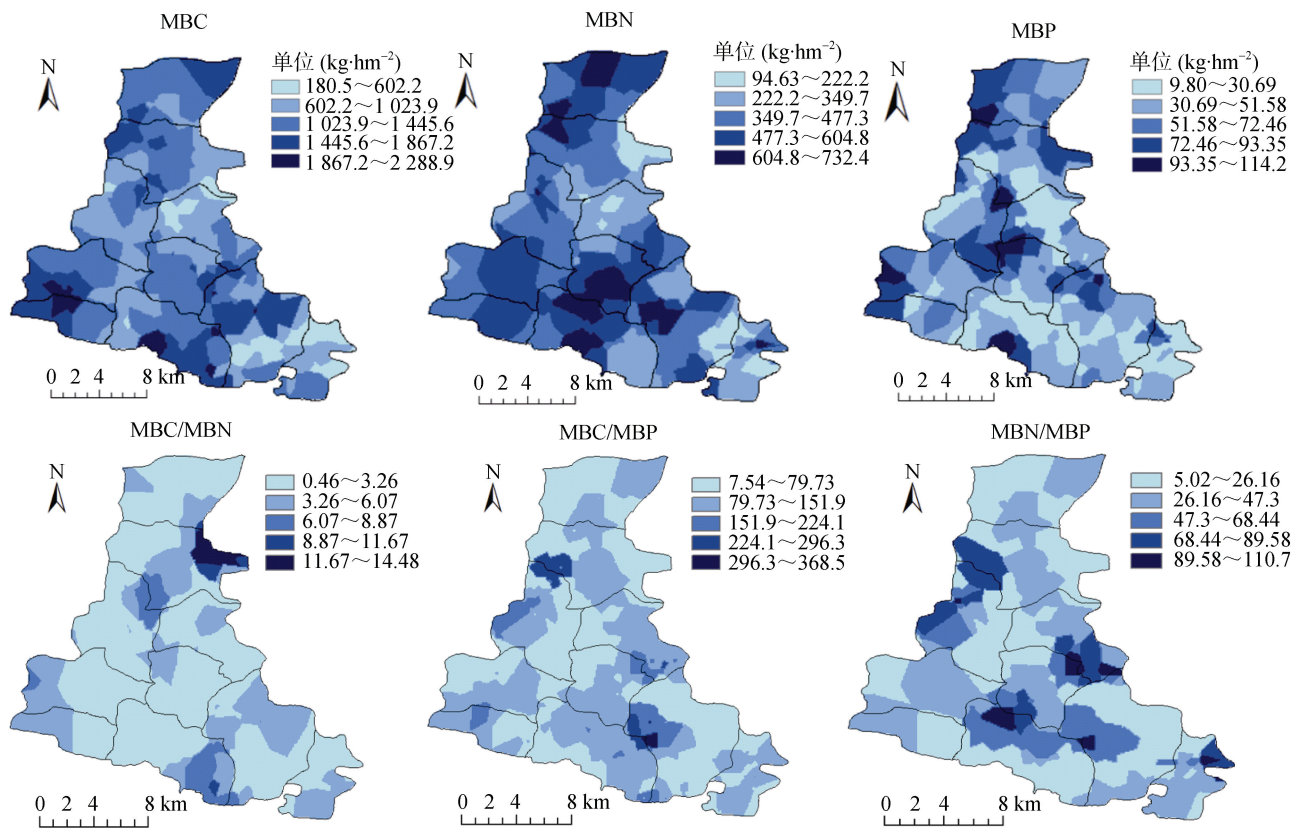 MBC
N
单位 (kg·hm⁻²)
180.5～602.2
602.2～1 023.9
1 023.9～1 445.6
1 445.6～1 867.2
1 867.2～2 288.9
0 2 4 8 km
MBN
N
单位 (kg·hm⁻²)
94.63～222.2
222.2～349.7
349.7～477.3
477.3～604.8
604.8～732.4
0 2 4 8 km
MBP
N
单位 (kg·hm⁻²)
9.80～30.69
30.69～51.58
51.58～72.46
72.46～93.35
93.35～114.2
0 2 4 8 km
MBC/MBN
N
0.46～3.26
3.26～6.07
6.07～8.87
8.87～11.67
11.67～14.48
0 2 4 8 km
MBC/MBP
N
7.54～79.73
79.73～151.9
151.9～224.1
224.1～296.3
296.3～368.5
0 2 4 8 km
MBN/MBP
N
5.02～26.16
26.16～47.3
47.3～68.44
68.44～89.58
89.58～110.7
0 2 4 8 km